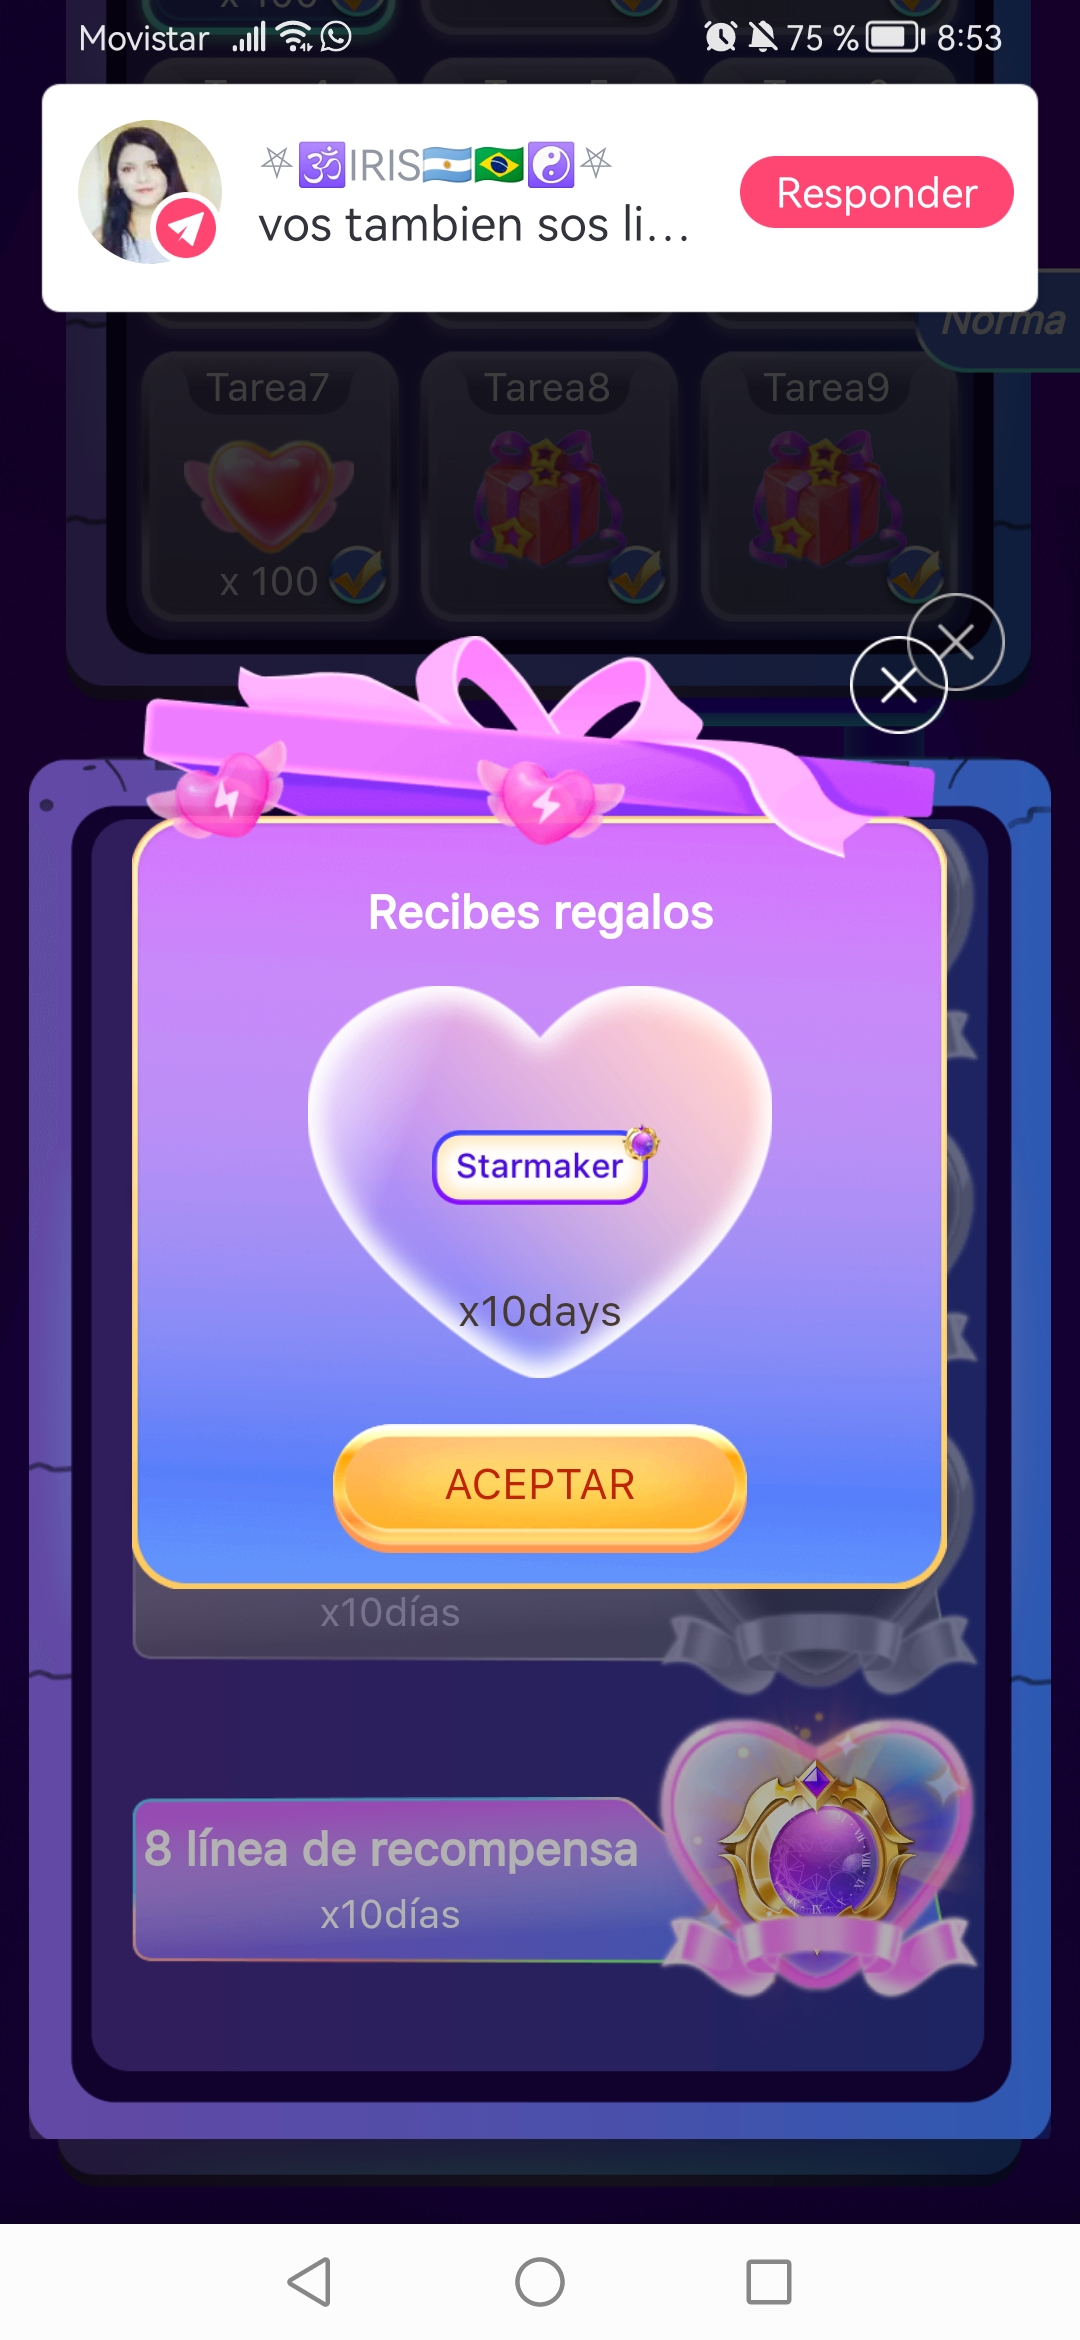 Movistar 75 % 8:53
⛧🕉IRIS🇦🇷🇧🇷☯⛧
vos tambien sos li...
Responder
Norma
Tarea7 Tarea8 Tarea9
x 100
Recibes regalos
Starmaker
x10days
ACEPTAR
x10días
8 línea de recompensa
x10días